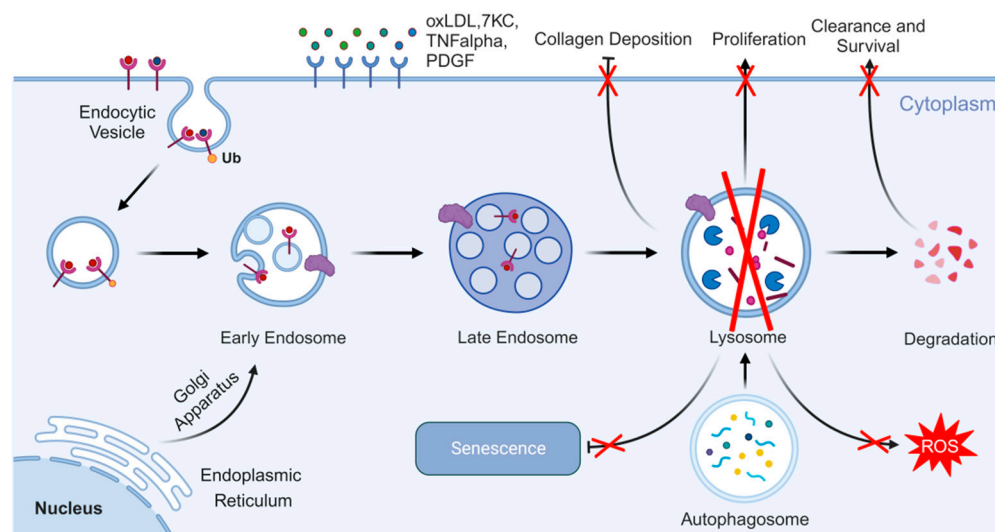 oxLDL,7KC,
TNFalpha,
PDGF
Collagen Deposition
Proliferation
Clearance and
Survival
Cytoplasm
Endocytic
Vesicle
Ub
Early Endosome
Late Endosome
Lysosome
Degradation
Golgi
Apparatus
Senescence
ROS
Endoplasmic
Reticulum
Nucleus
Autophagosome